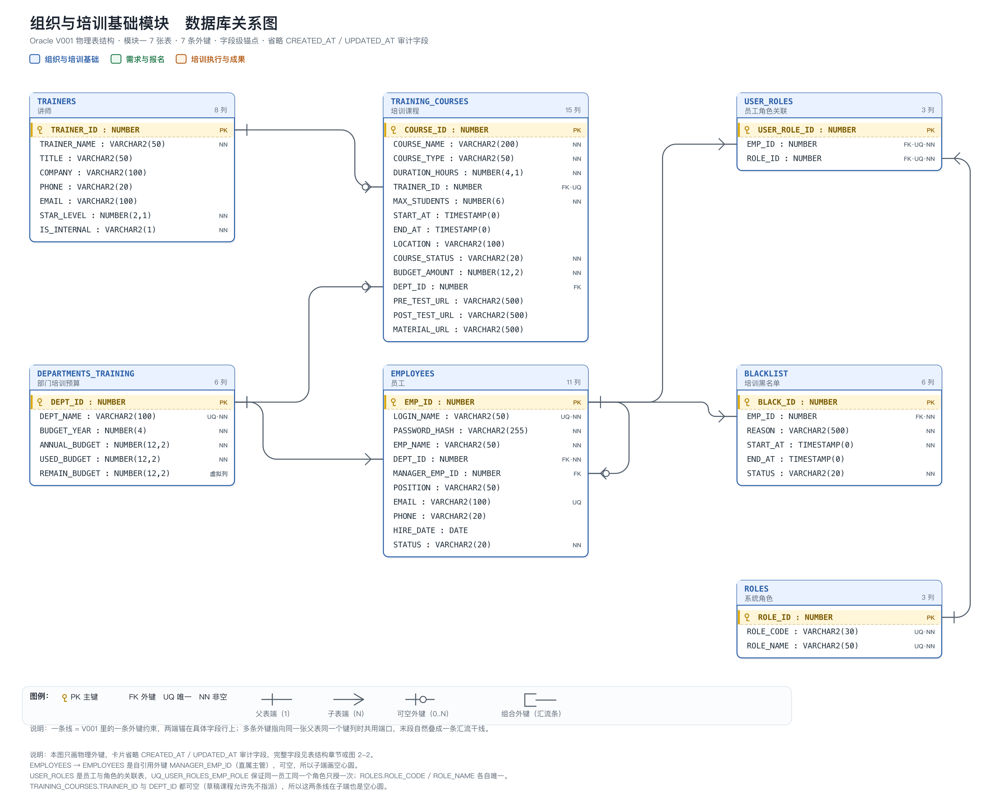 组织与培训基础模块　数据库关系图
Oracle V001 物理表结构 · 模块一 7 张表 · 7 条外键 · 字段级锚点 · 省略 CREATED_AT / UPDATED_AT 审计字段
组织与培训基础 需求与报名 培训执行与成果
TRAINERS
讲师 8 列
TRAINER_ID : NUMBER PK
TRAINER_NAME : VARCHAR2(50) NN
TITLE : VARCHAR2(50)
COMPANY : VARCHAR2(100)
PHONE : VARCHAR2(20)
EMAIL : VARCHAR2(100)
STAR_LEVEL : NUMBER(2,1) NN
IS_INTERNAL : VARCHAR2(1) NN
TRAINING_COURSES
培训课程 15 列
COURSE_ID : NUMBER PK
COURSE_NAME : VARCHAR2(200) NN
COURSE_TYPE : VARCHAR2(50) NN
DURATION_HOURS : NUMBER(4,1) NN
TRAINER_ID : NUMBER FK·UQ
MAX_STUDENTS : NUMBER(6) NN
START_AT : TIMESTAMP(0)
END_AT : TIMESTAMP(0)
LOCATION : VARCHAR2(100)
COURSE_STATUS : VARCHAR2(20) NN
BUDGET_AMOUNT : NUMBER(12,2) NN
DEPT_ID : NUMBER FK
PRE_TEST_URL : VARCHAR2(500)
POST_TEST_URL : VARCHAR2(500)
MATERIAL_URL : VARCHAR2(500)
USER_ROLES
员工角色关联 3 列
USER_ROLE_ID : NUMBER PK
EMP_ID : NUMBER FK·UQ·NN
ROLE_ID : NUMBER FK·UQ·NN
DEPARTMENTS_TRAINING
部门培训预算 6 列
DEPT_ID : NUMBER PK
DEPT_NAME : VARCHAR2(100) UQ·NN
BUDGET_YEAR : NUMBER(4) NN
ANNUAL_BUDGET : NUMBER(12,2) NN
USED_BUDGET : NUMBER(12,2) NN
REMAIN_BUDGET : NUMBER(12,2) 虚拟列
EMPLOYEES
员工 11 列
EMP_ID : NUMBER PK
LOGIN_NAME : VARCHAR2(50) UQ·NN
PASSWORD_HASH : VARCHAR2(255) NN
EMP_NAME : VARCHAR2(50) NN
DEPT_ID : NUMBER FK·NN
MANAGER_EMP_ID : NUMBER FK
POSITION : VARCHAR2(50)
EMAIL : VARCHAR2(100) UQ
PHONE : VARCHAR2(20)
HIRE_DATE : DATE
STATUS : VARCHAR2(20) NN
BLACKLIST
培训黑名单 6 列
BLACK_ID : NUMBER PK
EMP_ID : NUMBER FK·NN
REASON : VARCHAR2(500) NN
START_AT : TIMESTAMP(0) NN
END_AT : TIMESTAMP(0)
STATUS : VARCHAR2(20) NN
ROLES
系统角色 3 列
ROLE_ID : NUMBER PK
ROLE_CODE : VARCHAR2(30) UQ·NN
ROLE_NAME : VARCHAR2(50) UQ·NN
图例： PK 主键 FK 外键 UQ 唯一 NN 非空
父表端（1） 子表端（N） 可空外键（0..N） 组合外键（汇流条）
说明：一条线 = V001 里的一条外键约束，两端锚在具体字段行上；多条外键指向同一张父表同一个键列时共用端口，末段自然叠成一条汇流干线。
说明：本图只画物理外键，卡片省略 CREATED_AT / UPDATED_AT 审计字段，完整字段见表结构章节或图 2-2。
EMPLOYEES → EMPLOYEES 是自引用外键 MANAGER_EMP_ID（直属主管），可空，所以子端画空心圆。
USER_ROLES 是员工与角色的关联表，UQ_USER_ROLES_EMP_ROLE 保证同一员工同一个角色只授一次；ROLES.ROLE_CODE / ROLE_NAME 各自唯一。
TRAINING_COURSES.TRAINER_ID 与 DEPT_ID 都可空（草稿课程允许先不指派），所以这两条线在子端也是空心圆。